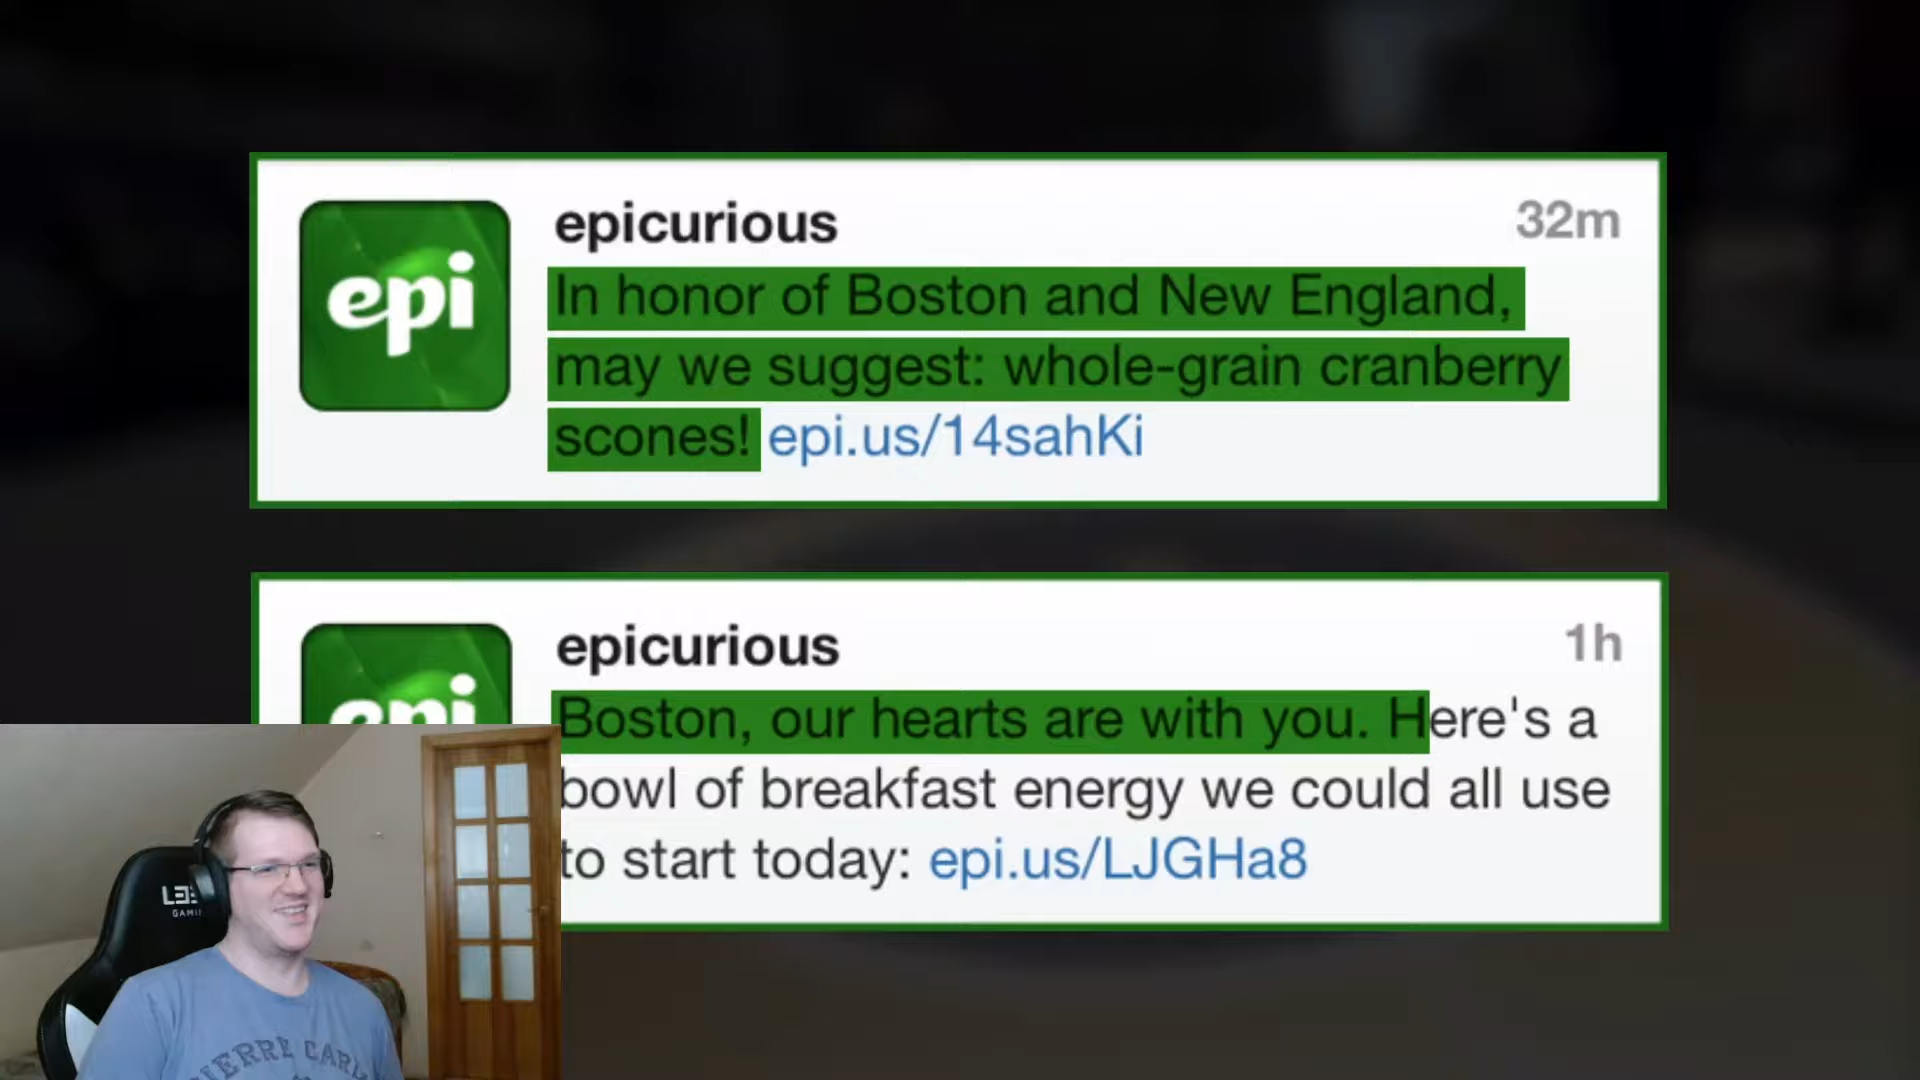 epi
epicurious
32m
In honor of Boston and New England,
may we suggest: whole-grain cranberry
scones! epi.us/14sahKi
epi
epicurious
1h
Boston, our hearts are with you. Here's a
bowl of breakfast energy we could all use
to start today: epi.us/LJGHa8